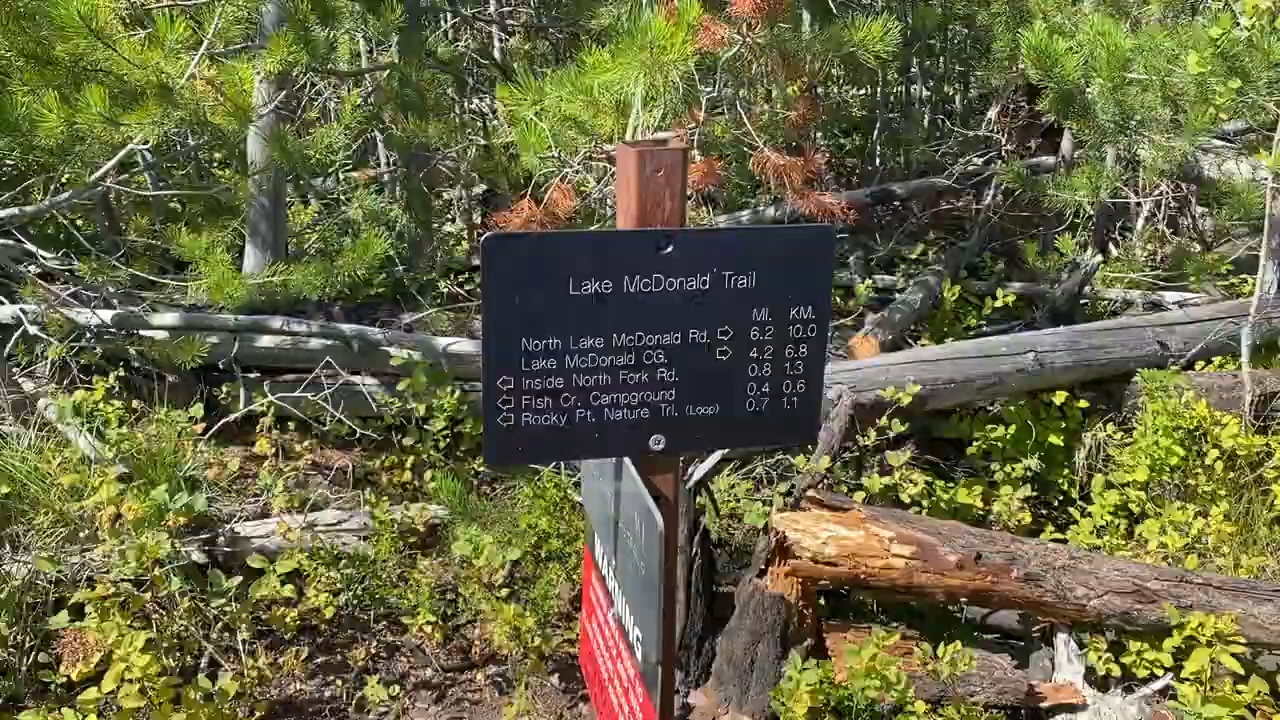 Lake McDonald Trail
MI. KM.
North Lake McDonald Rd. ⇨ 6.2 10.0
Lake McDonald CG. ⇨ 4.2 6.8
⇦ Inside North Fork Rd. 0.8 1.3
⇦ Fish Cr. Campground 0.4 0.6
⇦ Rocky Pt. Nature Trl. (Loop) 0.7 1.1
WARNING